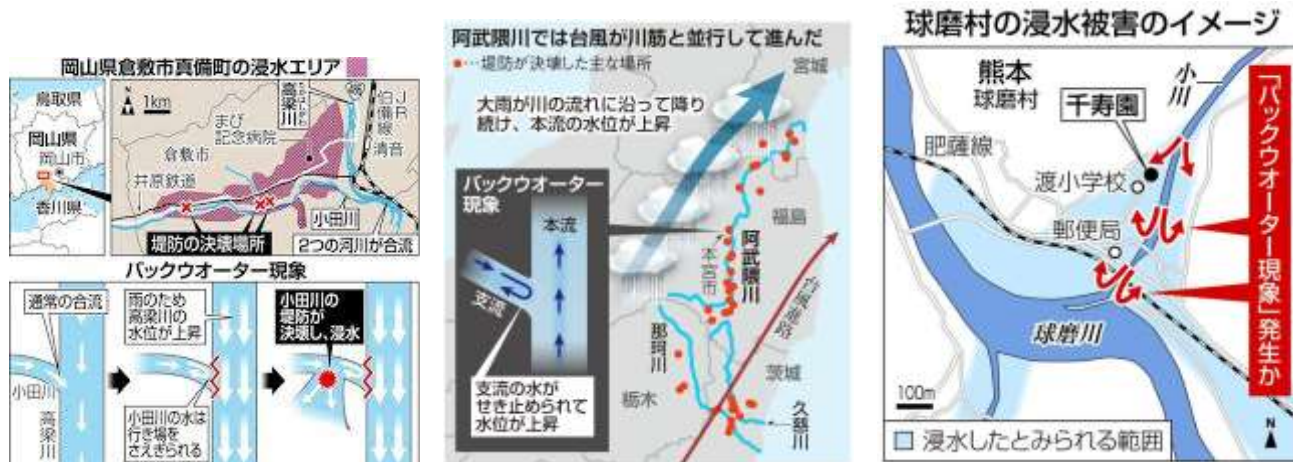 岡山県倉敷市真備町の浸水エリア
鳥取県
岡山県
岡山市
香川県
N
1km
高梁川
JR
伯備線
清音
まび
記念病院
倉敷市
井原鉄道
小田川
堤防の決壊場所
2つの河川が合流
バックウオーター現象
通常の合流
小田川
高梁川
雨のため
高梁川の
水位が上昇
小田川の水は
行き場を
さえぎられる
小田川の
堤防が
決壊し、浸水
阿武隈川では台風が川筋と並行して進んだ
…堤防が決壊した主な場所
大雨が川の流れに沿って降り
続け、本流の水位が上昇
宮城
バックウオーター
現象
本流
支流
支流の水が
せき止められて
水位が上昇
福島
阿武隈川
本宮市
台風進路
那珂川
栃木
茨城
久慈川
球磨村の浸水被害のイメージ
熊本
球磨村
小川
千寿園
肥薩線
渡小学校
郵便局
球磨川
「バックウオーター現象」発生か
100m
N
浸水したとみられる範囲